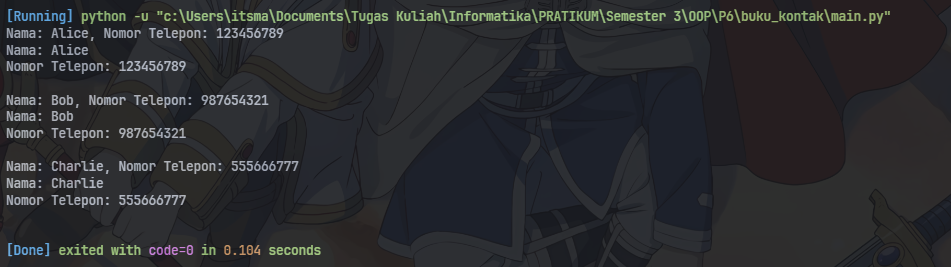 [Running] python -u "c:\Users\itsma\Documents\Tugas Kuliah\Informatika\PRATIKUM\Semester 3\OOP\P6\buku_kontak\main.py"
Nama: Alice, Nomor Telepon: 123456789
Nama: Alice
Nomor Telepon: 123456789
Nama: Bob, Nomor Telepon: 987654321
Nama: Bob
Nomor Telepon: 987654321
Nama: Charlie, Nomor Telepon: 555666777
Nama: Charlie
Nomor Telepon: 555666777
[Done] exited with code=0 in 0.104 seconds